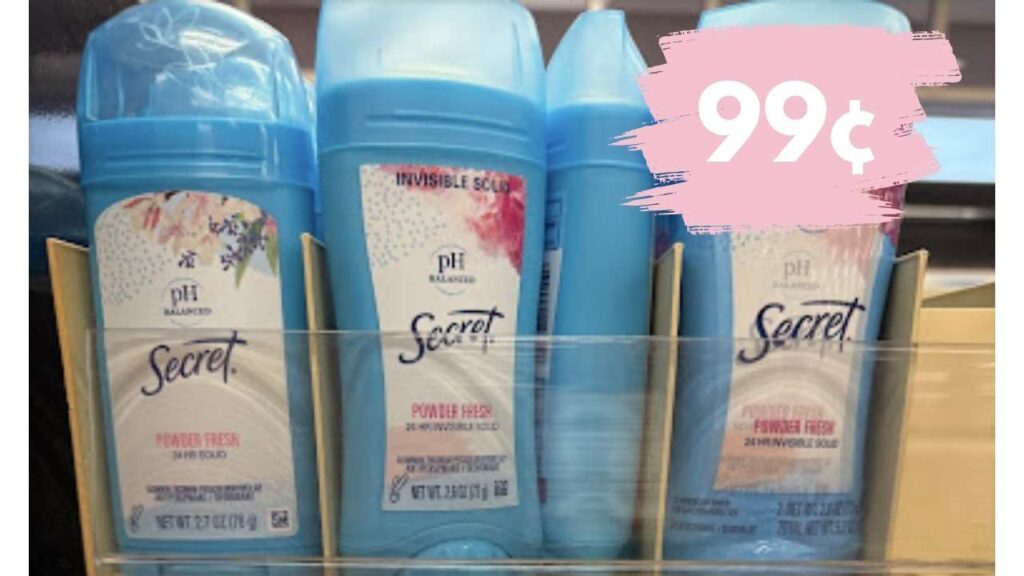 99¢
pH
BALANCED
Secret.
POWDER FRESH
24 HR SOLID
NET WT. 2.7 OZ (76 g)
INVISIBLE SOLID
pH
BALANCED
Secret.
POWDER FRESH
24 HR INVISIBLE SOLID
NET WT. 2.6 OZ (73 g)
pH
BALANCED
Secret.
POWDER FRESH
24 HR INVISIBLE SOLID